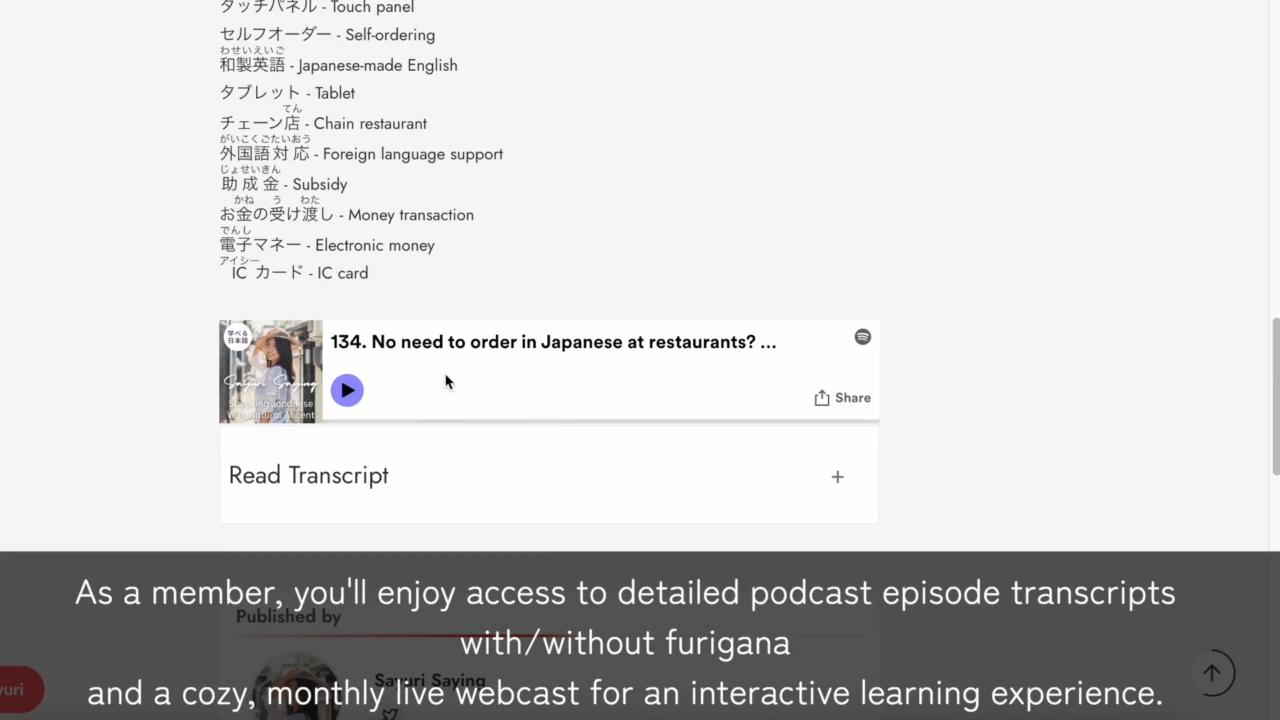 タッチパネル - Touch panel
セルフオーダー - Self-ordering
わせいえいご
和製英語 - Japanese-made English
タブレット - Tablet
てん
チェーン店 - Chain restaurant
がいこくごたいおう
外国語対応 - Foreign language support
じょせいきん
助成金 - Subsidy
かね う わた
お金の受け渡し - Money transaction
でんし
電子マネー - Electronic money
アイシー
IC カード - IC card
学べる
日本語
134. No need to order in Japanese at restaurants? ...
Sayuri Saying
Speaking Japanese
With Natural Accent
Share
Read Transcript
+
As a member, you'll enjoy access to detailed podcast episode transcripts
Published by
with/without furigana
Sayuri Saying
yuri
and a cozy, monthly live webcast for an interactive learning experience.